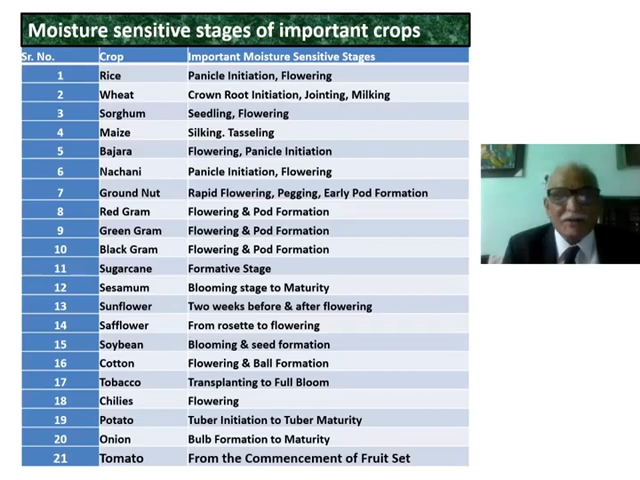 Moisture sensitive stages of important crops
Sr. No. Crop Important Moisture Sensitive Stages
1 Rice Panicle Initiation, Flowering
2 Wheat Crown Root Initiation, Jointing, Milking
3 Sorghum Seedling, Flowering
4 Maize Silking. Tasseling
5 Bajara Flowering, Panicle Initiation
6 Nachani Panicle Initiation, Flowering
7 Ground Nut Rapid Flowering, Pegging, Early Pod Formation
8 Red Gram Flowering & Pod Formation
9 Green Gram Flowering & Pod Formation
10 Black Gram Flowering & Pod Formation
11 Sugarcane Formative Stage
12 Sesamum Blooming stage to Maturity
13 Sunflower Two weeks before & after flowering
14 Safflower From rosette to flowering
15 Soybean Blooming & seed formation
16 Cotton Flowering & Ball Formation
17 Tobacco Transplanting to Full Bloom
18 Chilies Flowering
19 Potato Tuber Initiation to Tuber Maturity
20 Onion Bulb Formation to Maturity
21 Tomato From the Commencement of Fruit Set